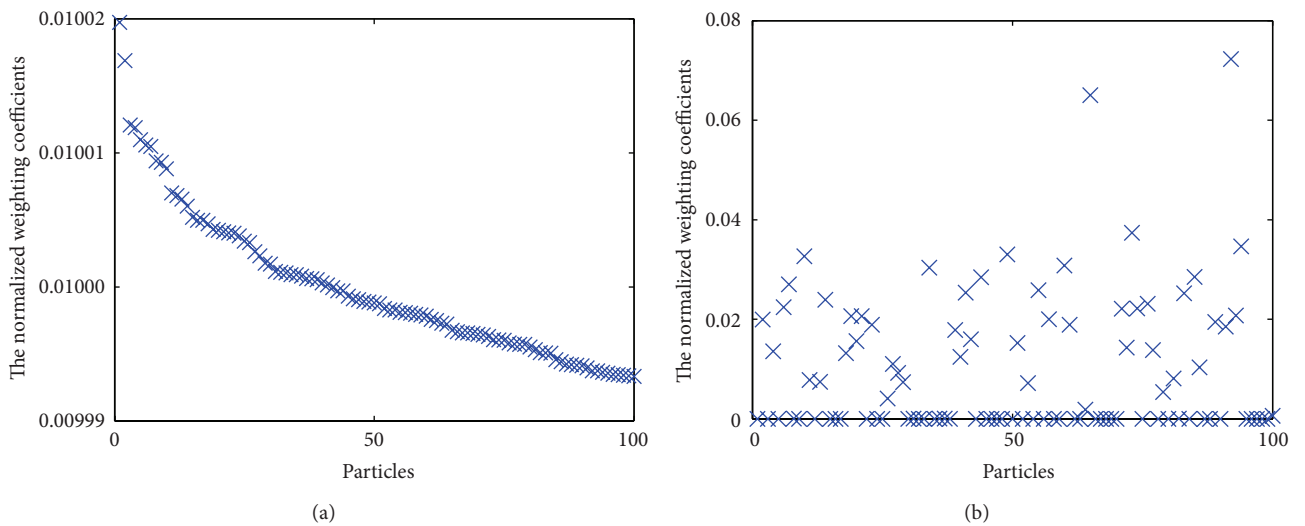 The normalized weighting coefficients
0.01002
0.01001
0.01000
0.00999
0
50
100
Particles
(a)
The normalized weighting coefficients
0.08
0.06
0.04
0.02
0
0
50
100
Particles
(b)